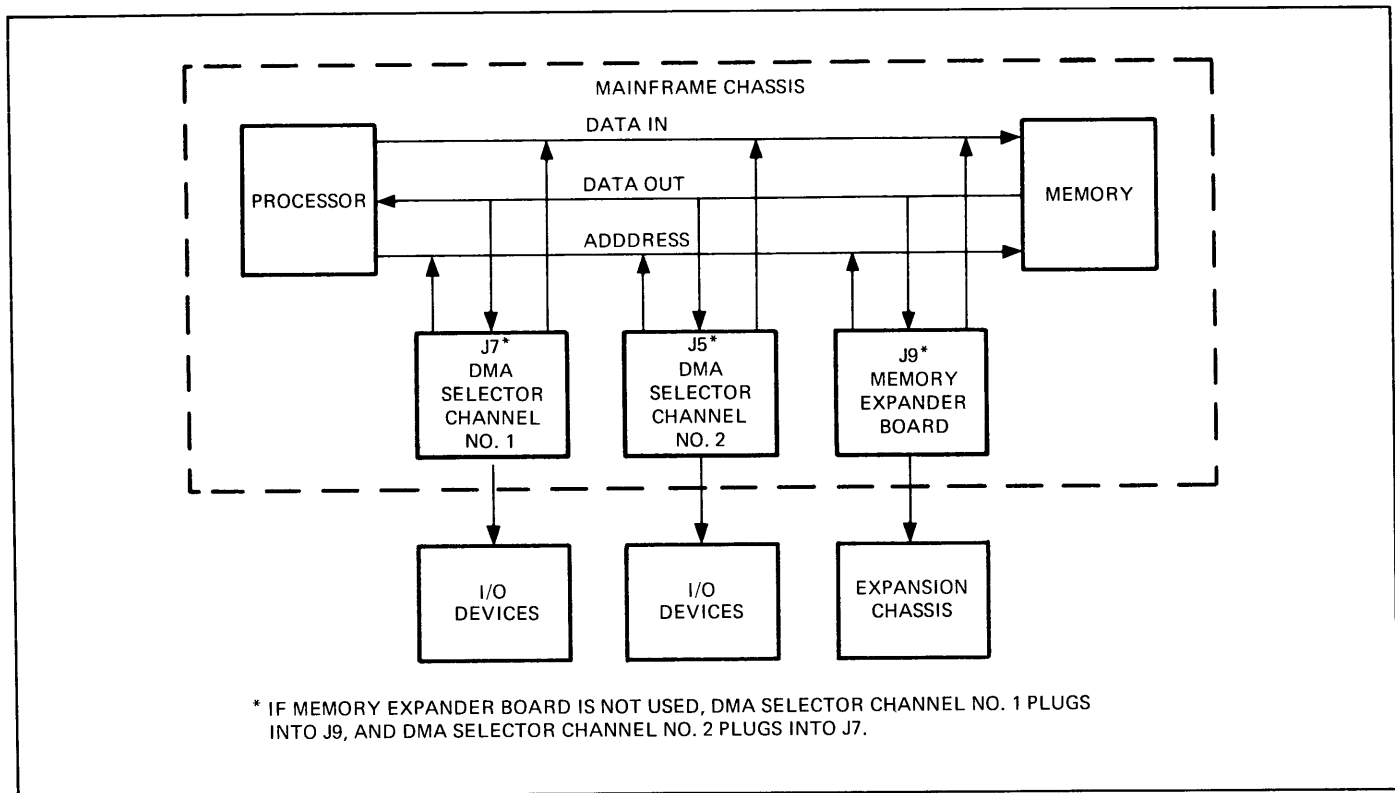 MAINFRAME CHASSIS
DATA IN
PROCESSOR
DATA OUT
MEMORY
ADDDRESS
J7*
DMA
SELECTOR
CHANNEL
NO. 1
J5*
DMA
SELECTOR
CHANNEL
NO. 2
J9*
MEMORY
EXPANDER
BOARD
I/O
DEVICES
I/O
DEVICES
EXPANSION
CHASSIS
* IF MEMORY EXPANDER BOARD IS NOT USED, DMA SELECTOR CHANNEL NO. 1 PLUGS
INTO J9, AND DMA SELECTOR CHANNEL NO. 2 PLUGS INTO J7.